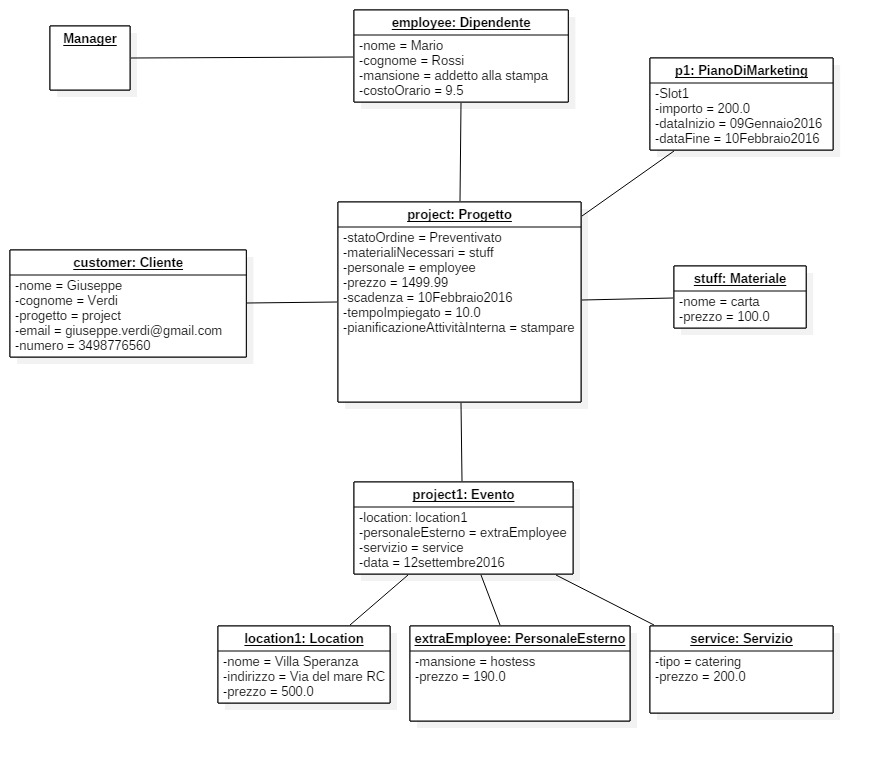 Manager
employee: Dipendente
-nome = Mario
-cognome = Rossi
-mansione = addetto alla stampa
-costoOrario = 9.5
p1: PianoDiMarketing
-Slot1
-importo = 200.0
-dataInizio = 09Gennaio2016
-dataFine = 10Febbraio2016
project: Progetto
-statoOrdine = Preventivato
-materialiNecessari = stuff
-personale = employee
-prezzo = 1499.99
-scadenza = 10Febbraio2016
-tempoImpiegato = 10.0
-pianificazioneAttivitàInterna = stampare
customer: Cliente
-nome = Giuseppe
-cognome = Verdi
-progetto = project
-email = giuseppe.verdi@gmail.com
-numero = 3498776560
stuff: Materiale
-nome = carta
-prezzo = 100.0
project1: Evento
-location: location1
-personaleEsterno = extraEmployee
-servizio = service
-data = 12settembre2016
location1: Location
-nome = Villa Speranza
-indirizzo = Via del mare RC
-prezzo = 500.0
extraEmployee: PersonaleEsterno
-mansione = hostess
-prezzo = 190.0
service: Servizio
-tipo = catering
-prezzo = 200.0